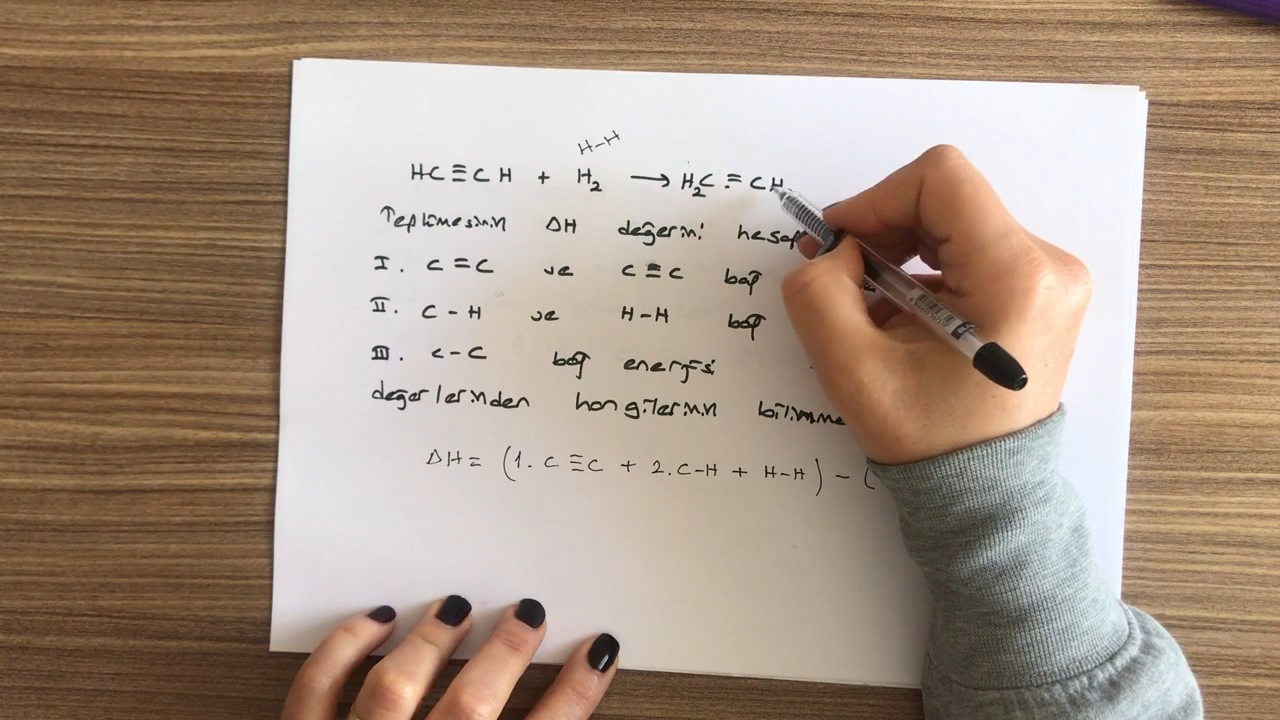 H-H
HC≡CH + H₂ → H₂C=CH
Tepkimesinin ΔH değerini hesap
I. C=C ve C≡C bağ
II. C-H ve H-H bağ
III. C-C bağ enerjisi
değerlerinden hangilerinin bilinme
ΔH= (1. C≡C + 2.C-H + H-H) - (